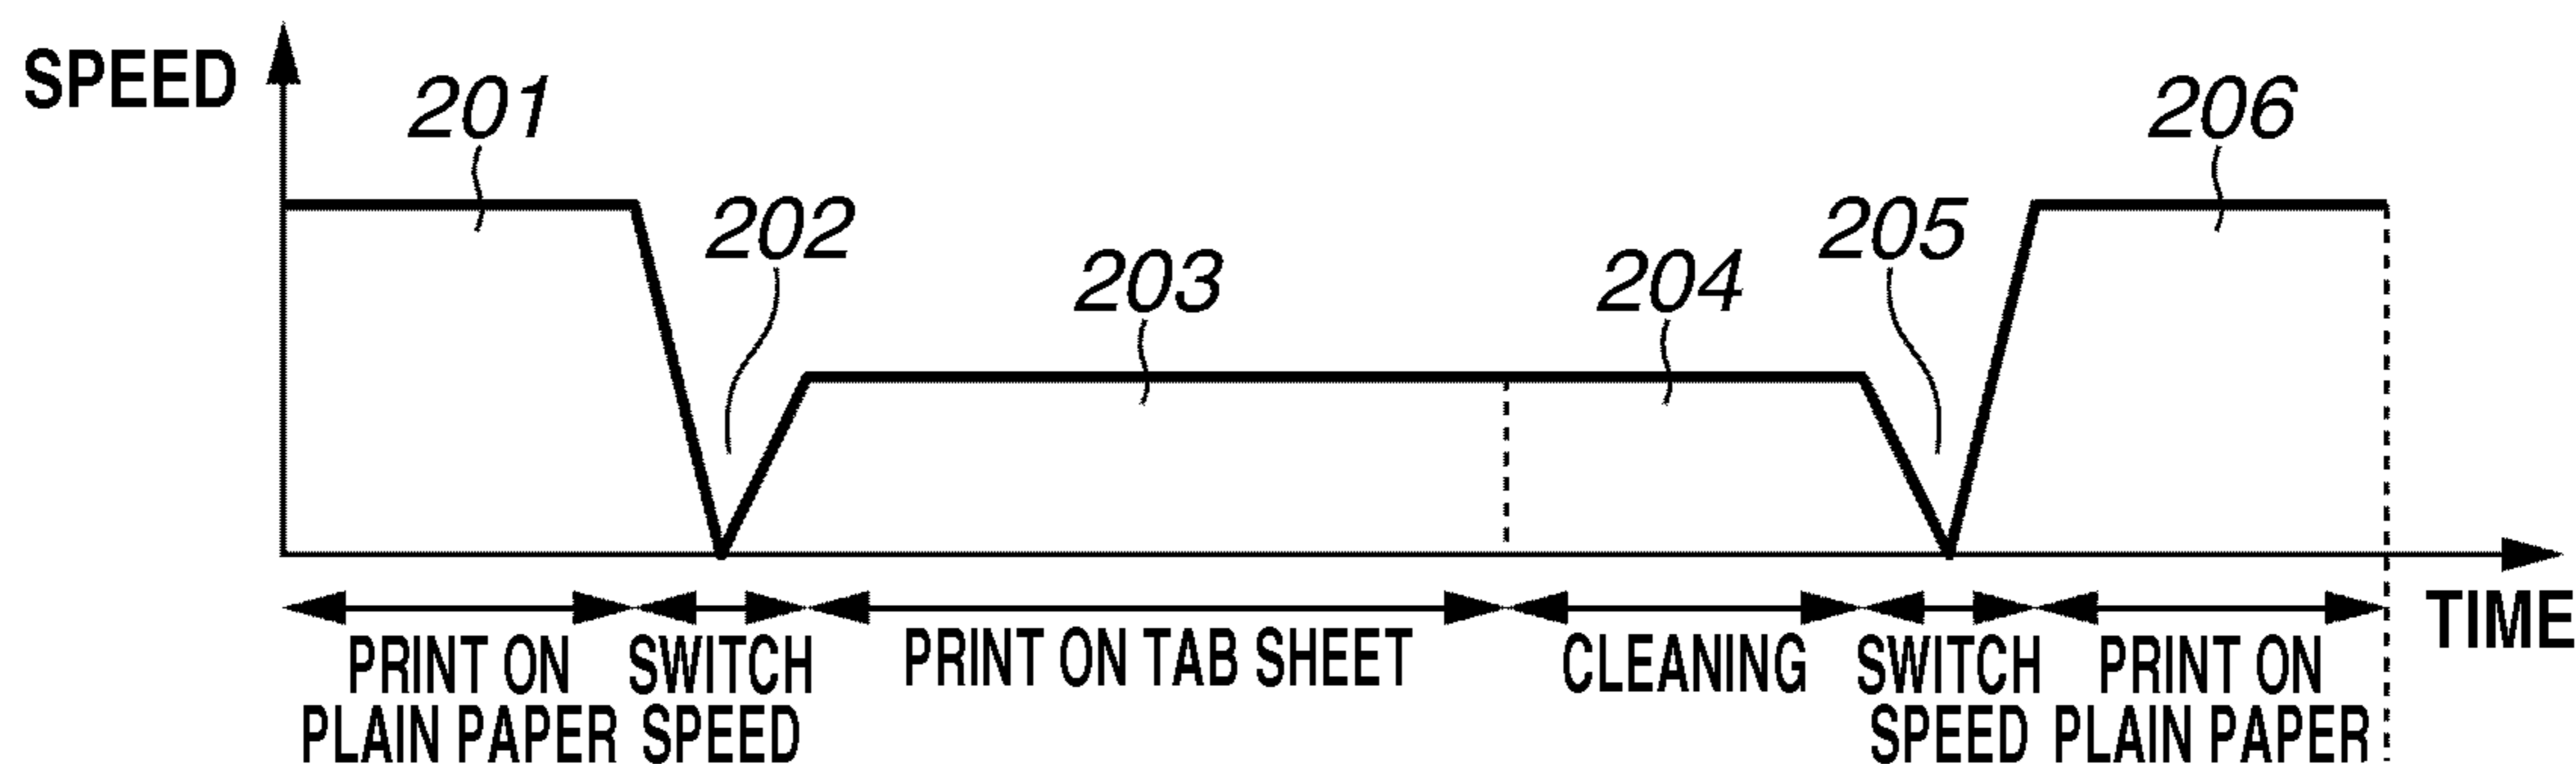 SPEED
201
202
203
204
205
206
TIME
PRINT ON
PLAIN PAPER
SWITCH
SPEED
PRINT ON TAB SHEET
CLEANING
SWITCH
SPEED
PRINT ON
PLAIN PAPER